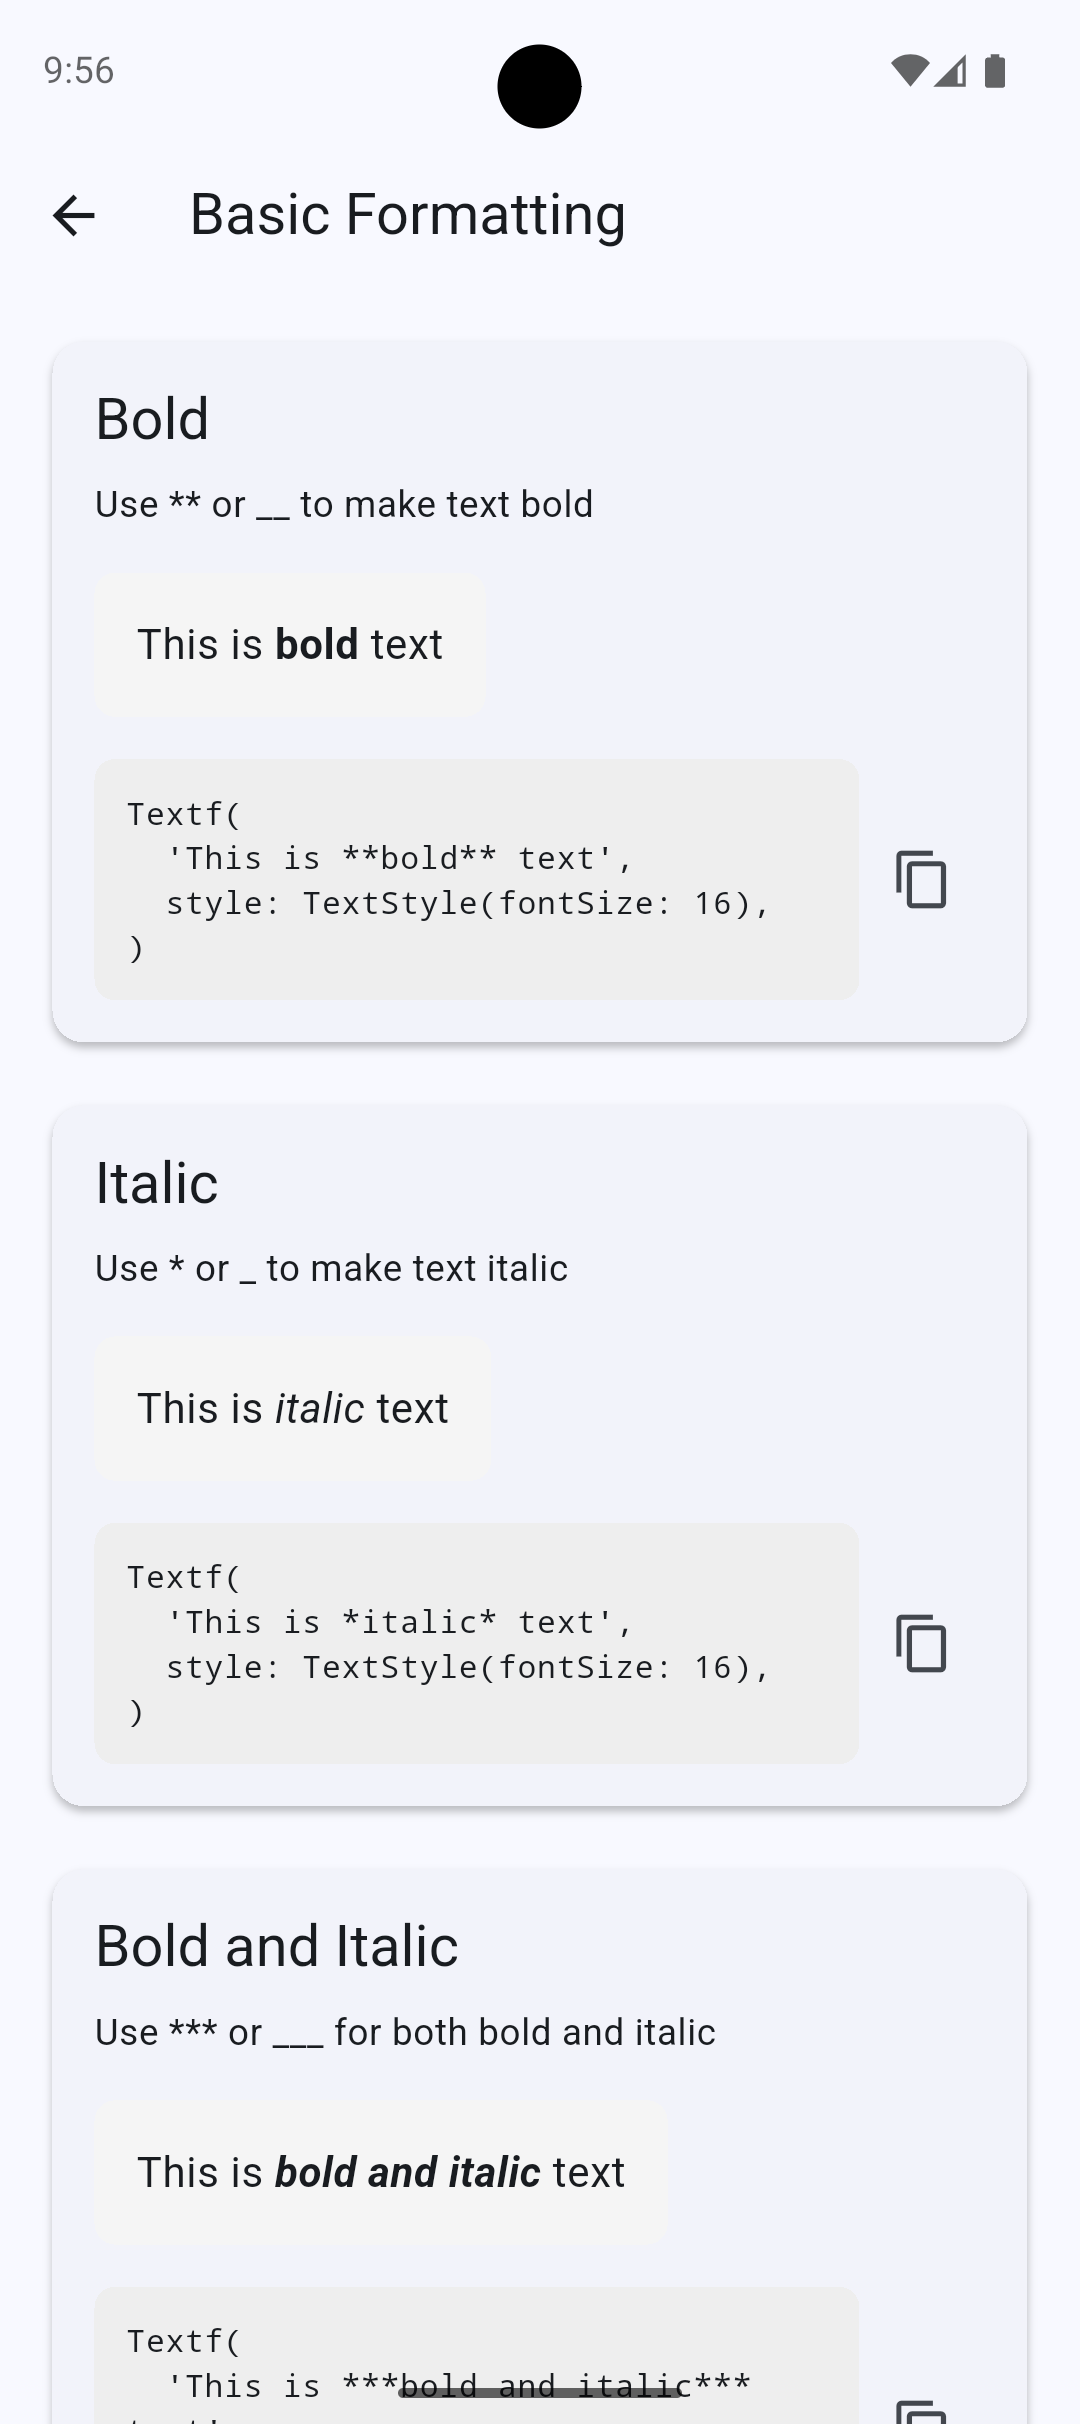 9:56
Basic Formatting
Bold
Use ** or __ to make text bold
This is bold text
Textf(
  'This is **bold** text',
  style: TextStyle(fontSize: 16),
)
Italic
Use * or _ to make text italic
This is italic text
Textf(
  'This is *italic* text',
  style: TextStyle(fontSize: 16),
)
Bold and Italic
Use *** or ___ for both bold and italic
This is bold and italic text
Textf(
  'This is ***bold and italic***